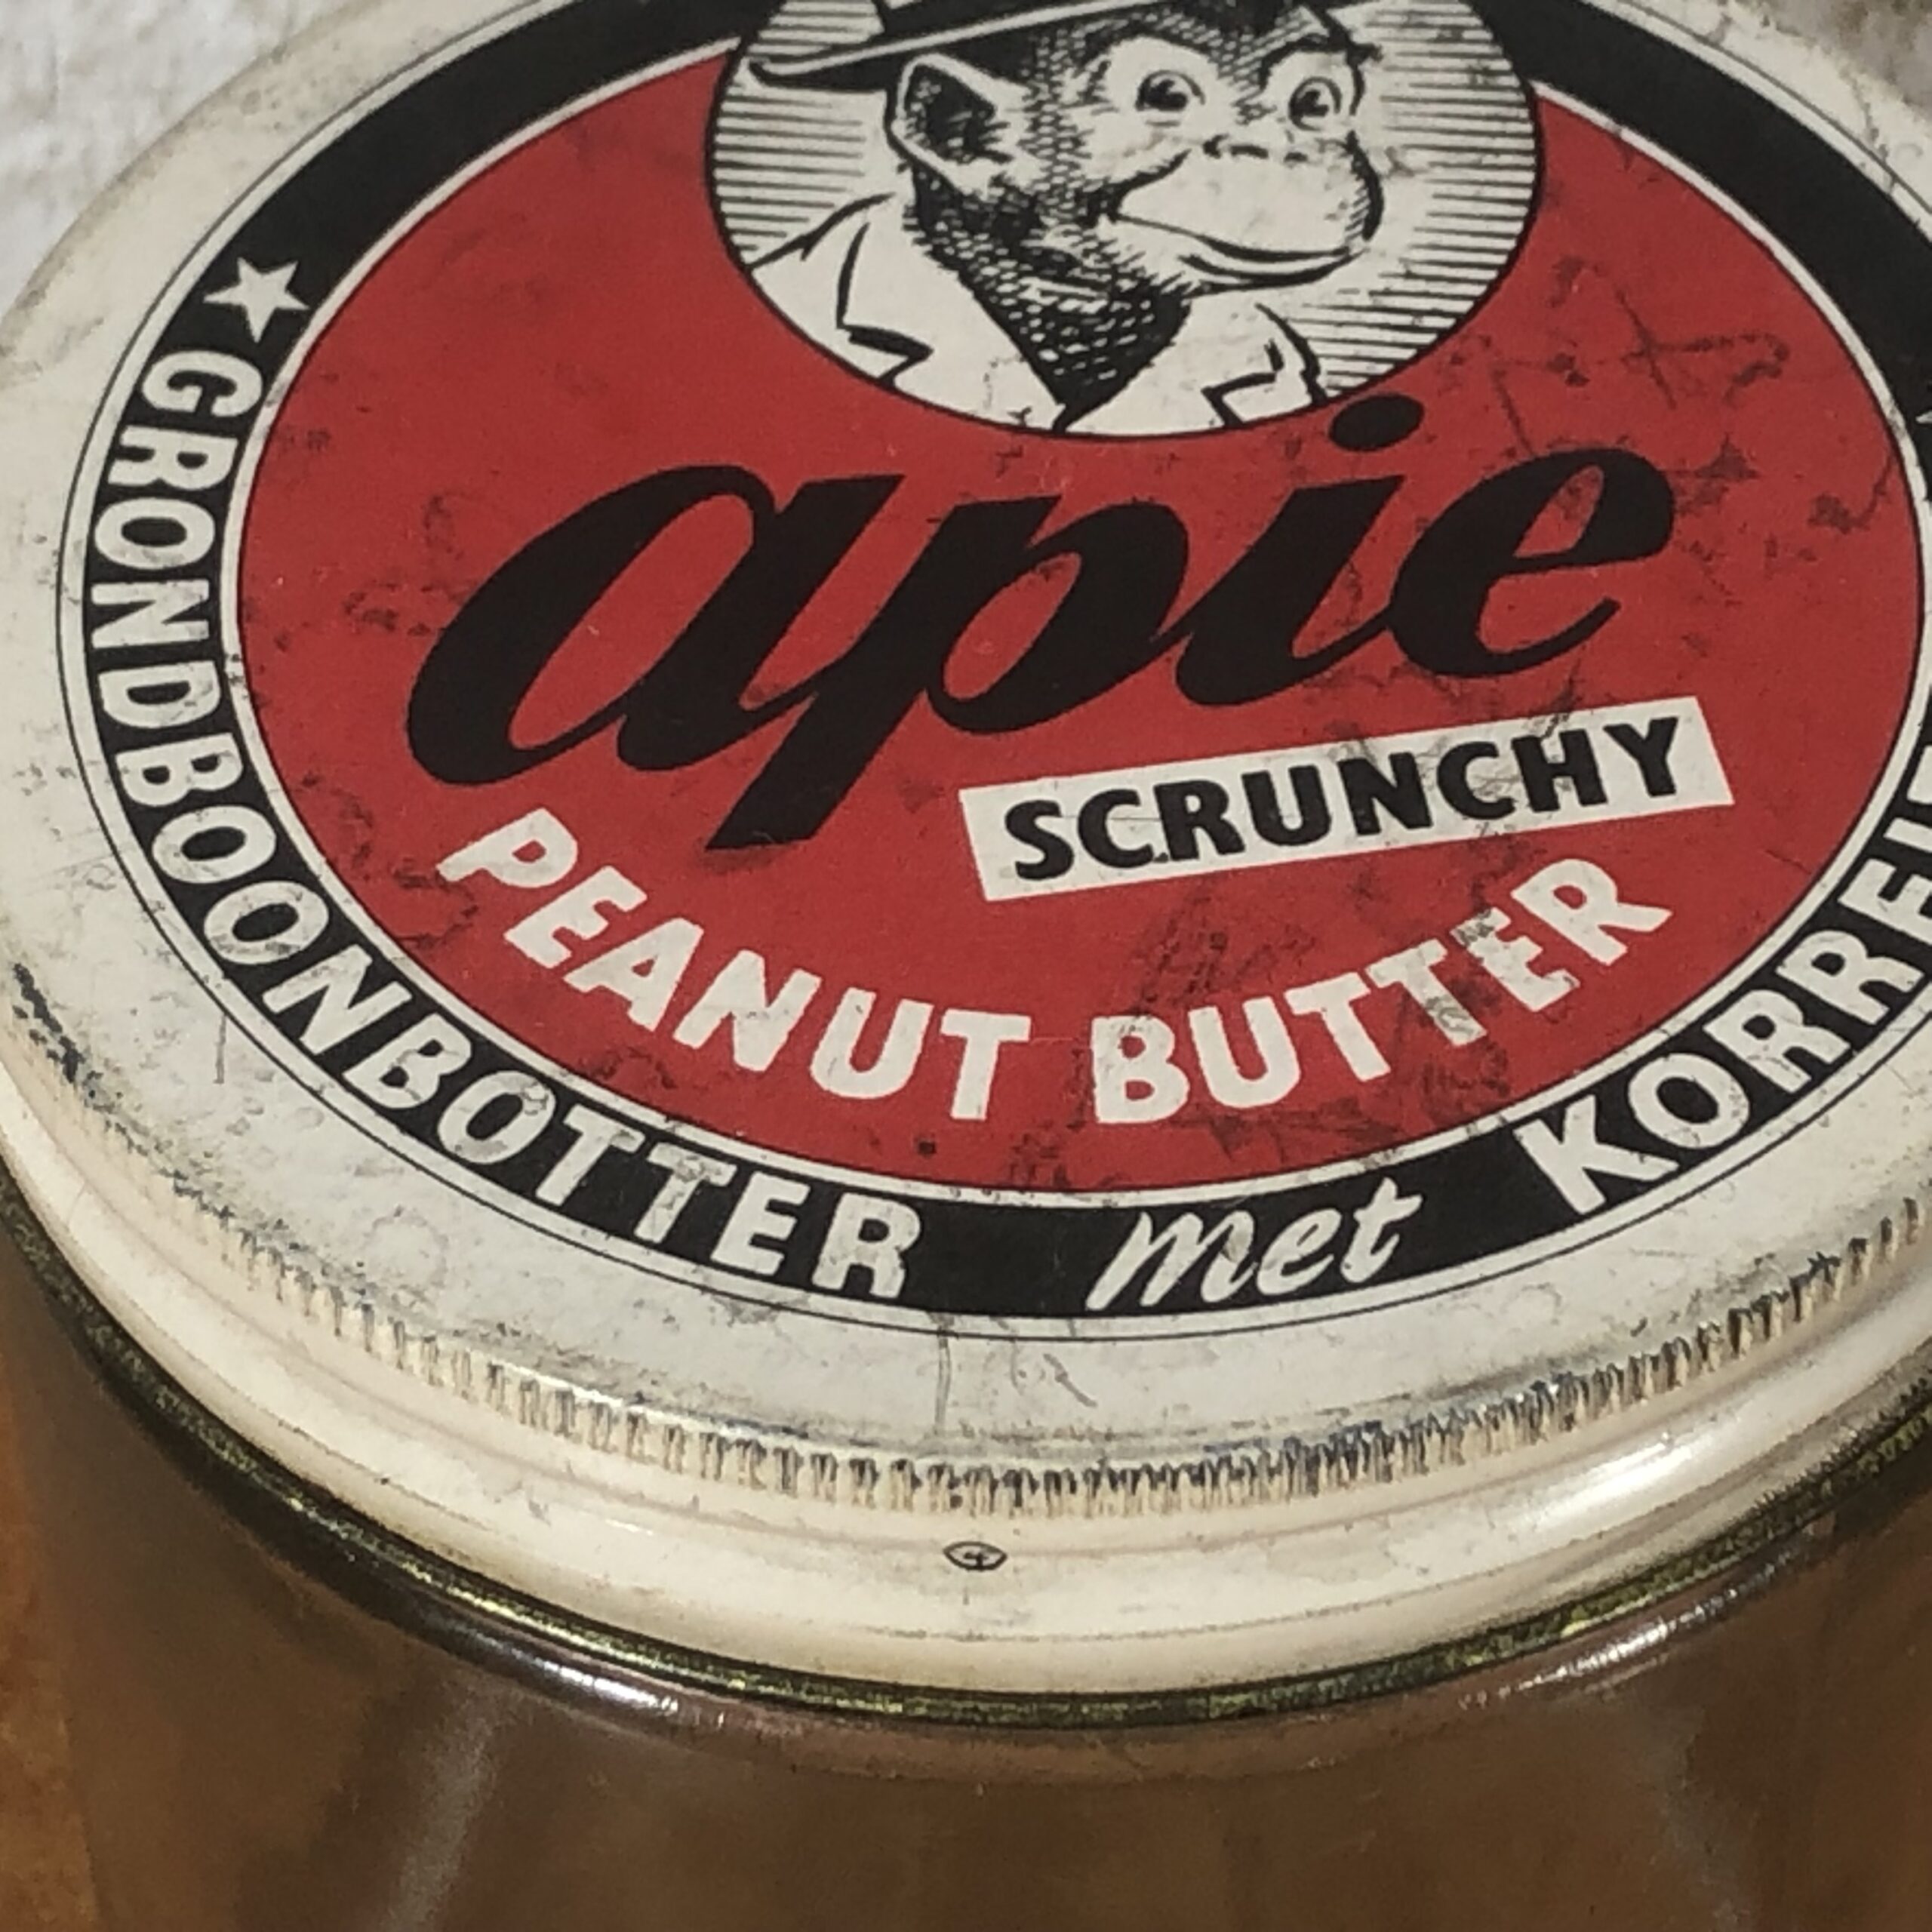 apie
SCRUNCHY
PEANUT BUTTER
GRONDBOONBOTTER met